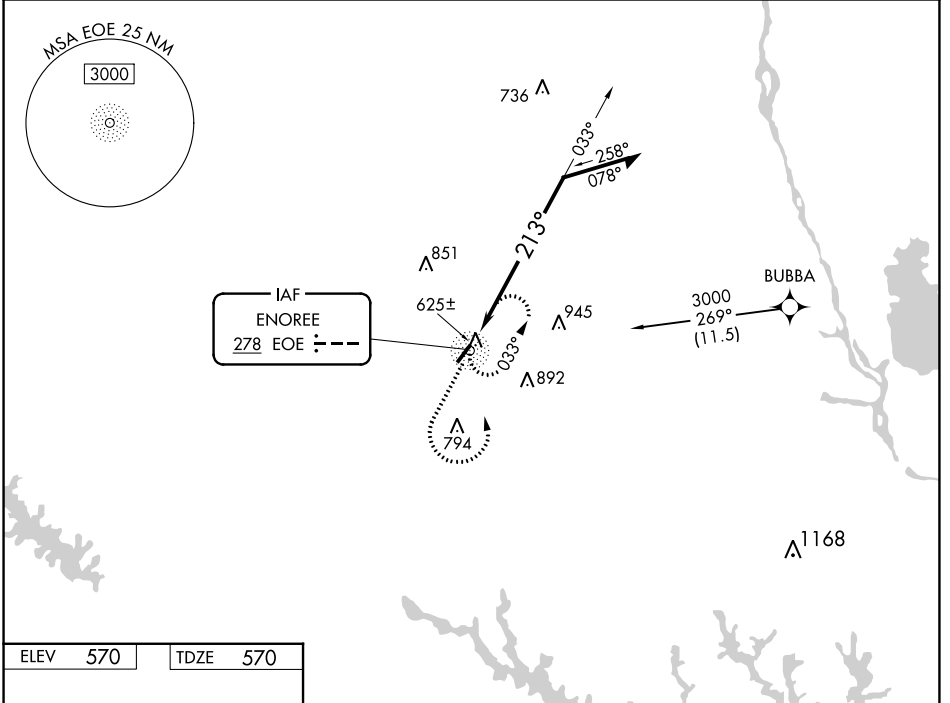 MSA EOE 25 NM
3000
736
033°
258°
078°
213°
851
IAF
ENOREE
278 EOE
625±
945
033°
892
794
BUBBA
3000
269°
(11.5)
1168
ELEV 570
TDZE 570